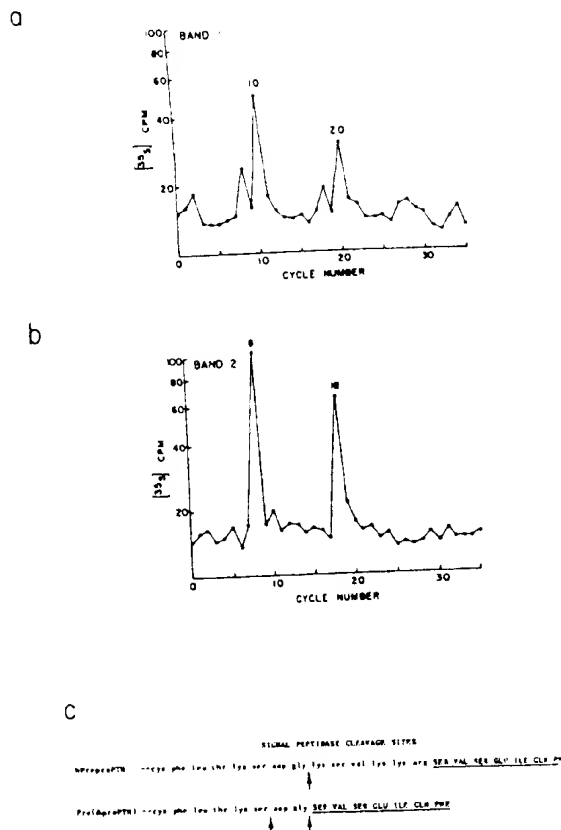 a
BAND
100
80
60
40
20
[35S] CPM
10
20
0
10
20
30
CYCLE NUMBER
b
BAND 2
100
80
60
40
20
[35S] CPM
8
18
0
10
20
30
CYCLE NUMBER
C
SIGNAL PEPTIDASE CLEAVAGE SITES
hPreproPTH --cys phe leu thr lys ser asp gly lys ser val lys lys arg SER VAL SER GLU ILE GLN
Pre(ΔproPTH) --cys phe leu thr lys ser asp gly SER VAL SER GLU ILE GLN PHE